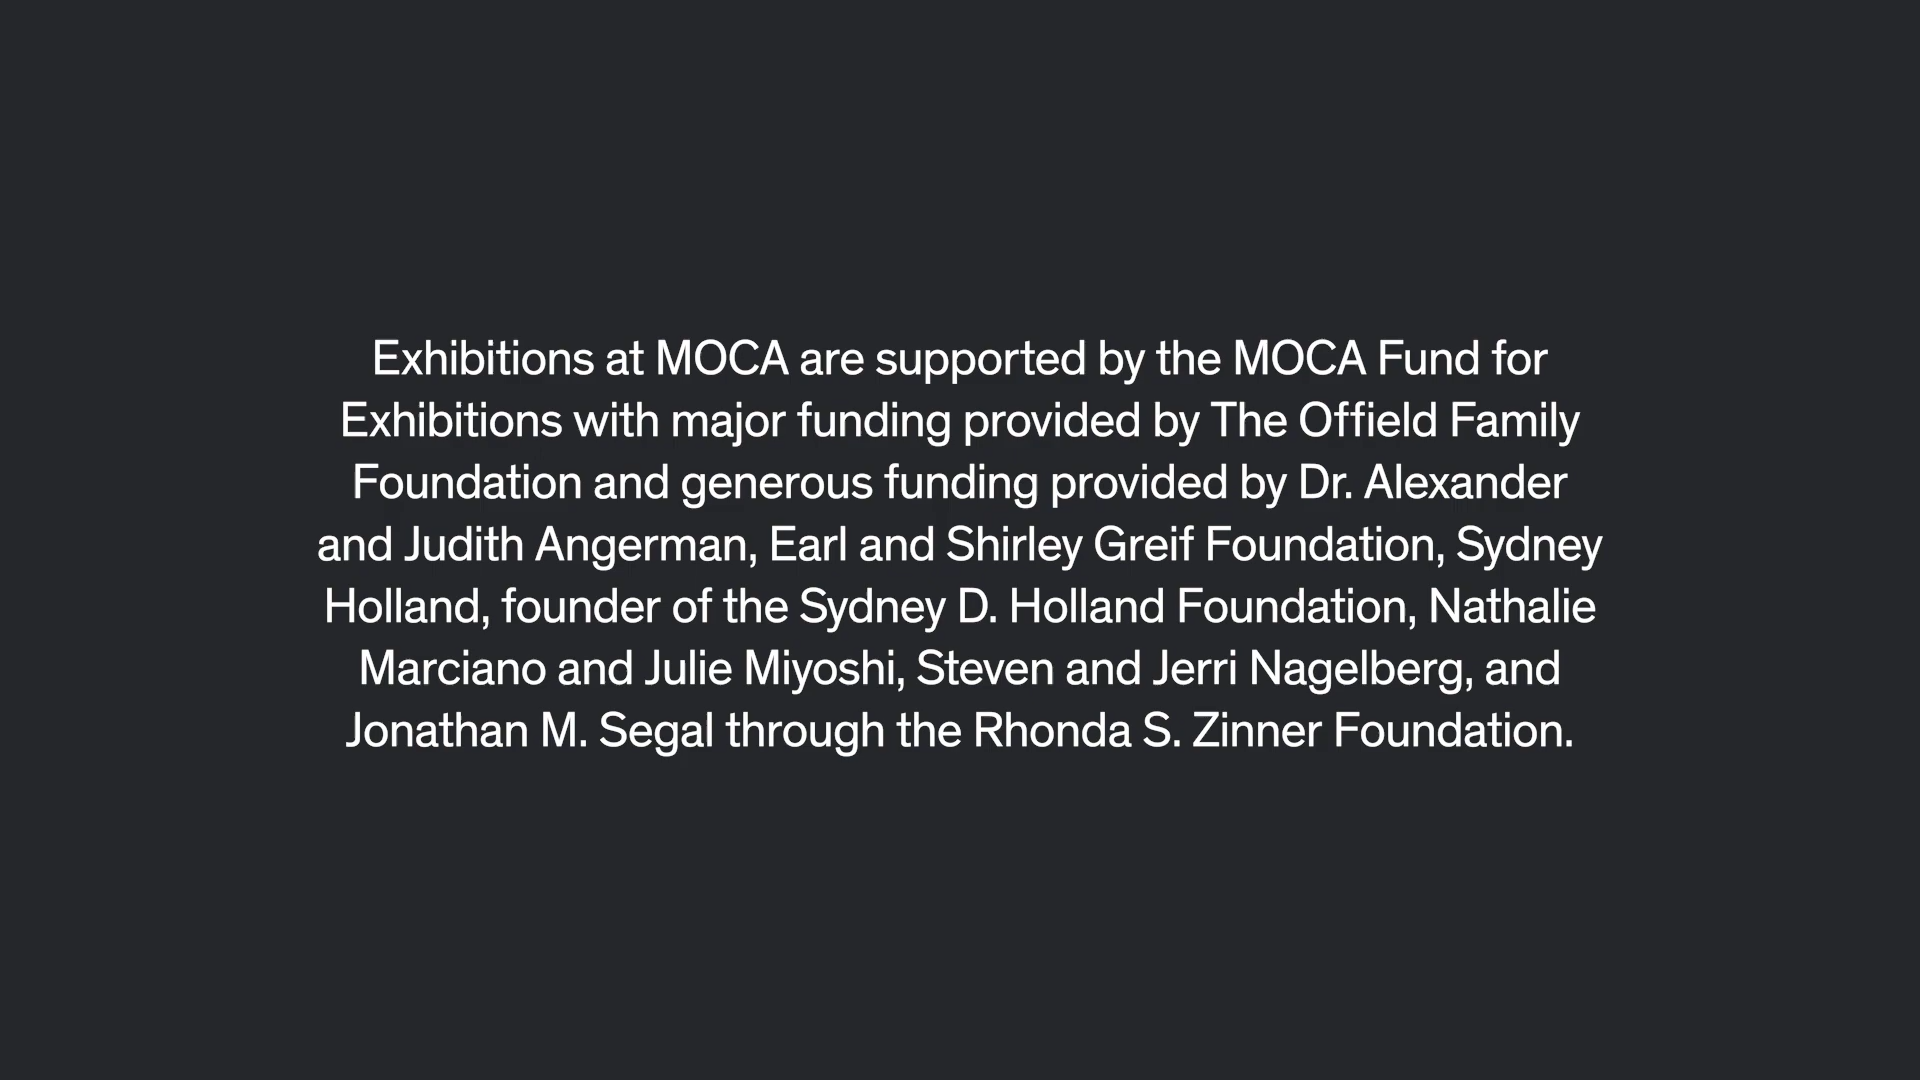 Exhibitions at MOCA are supported by the MOCA Fund for
Exhibitions with major funding provided by The Offield Family
Foundation and generous funding provided by Dr. Alexander
and Judith Angerman, Earl and Shirley Greif Foundation, Sydney
Holland, founder of the Sydney D. Holland Foundation, Nathalie
Marciano and Julie Miyoshi, Steven and Jerri Nagelberg, and
Jonathan M. Segal through the Rhonda S. Zinner Foundation.